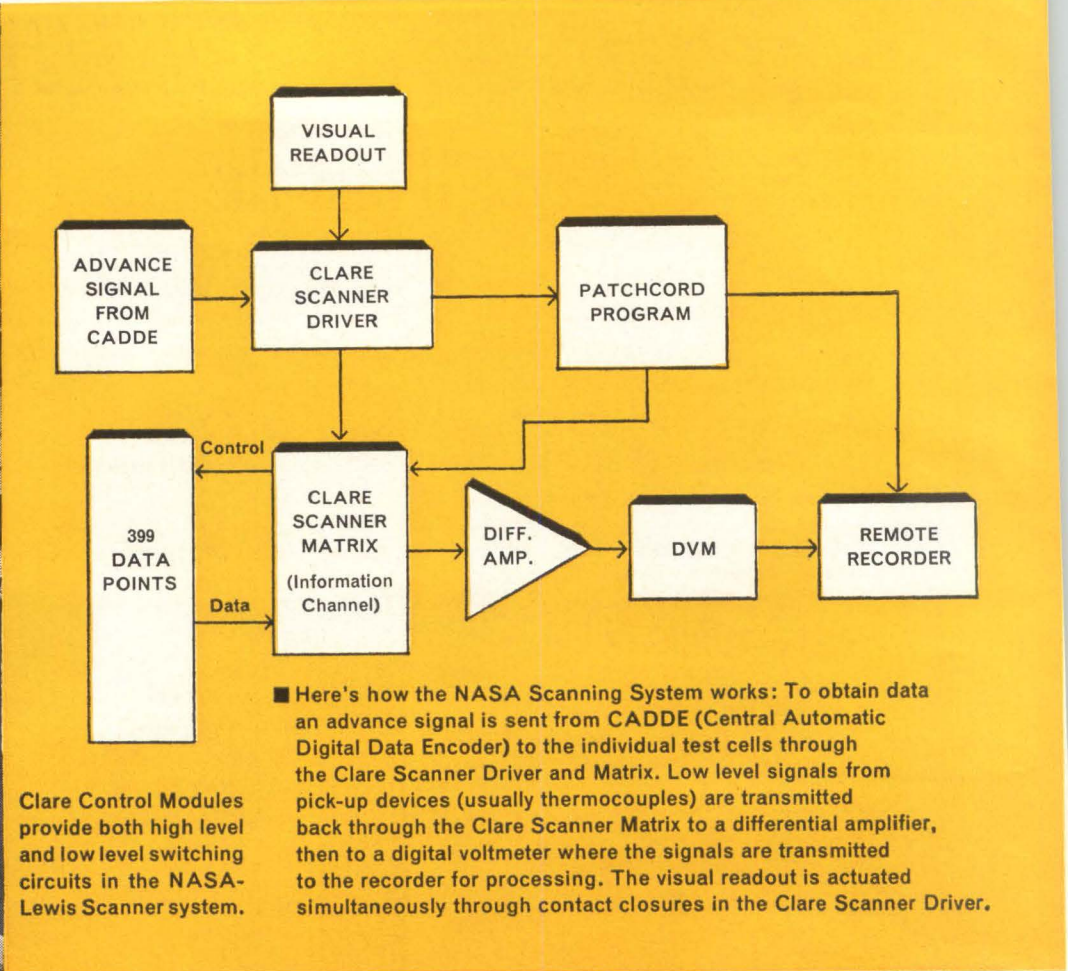 VISUAL
READOUT
ADVANCE
SIGNAL
FROM
CADDE
CLARE
SCANNER
DRIVER
PATCHCORD
PROGRAM
Control
399
DATA
POINTS
Data
CLARE
SCANNER
MATRIX
(Information
Channel)
DIFF.
AMP.
DVM
REMOTE
RECORDER
■ Here's how the NASA Scanning System works: To obtain data
an advance signal is sent from CADDE (Central Automatic
Digital Data Encoder) to the individual test cells through
the Clare Scanner Driver and Matrix. Low level signals from
pick-up devices (usually thermocouples) are transmitted
back through the Clare Scanner Matrix to a differential amplifier,
then to a digital voltmeter where the signals are transmitted
to the recorder for processing. The visual readout is actuated
simultaneously through contact closures in the Clare Scanner Driver.
Clare Control Modules
provide both high level
and low level switching
circuits in the NASA-
Lewis Scanner system.